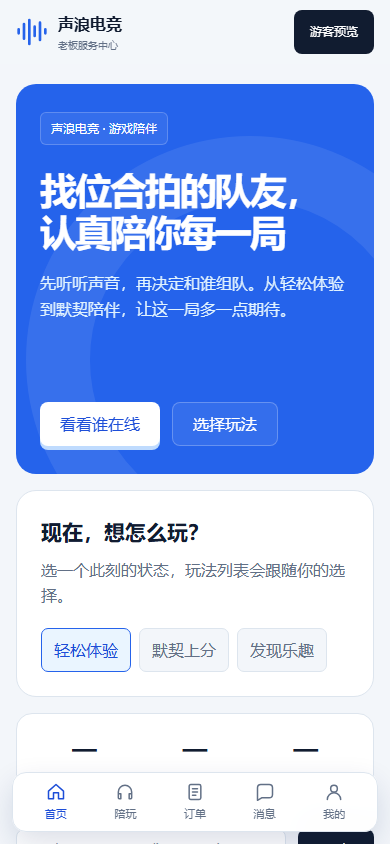 声浪电竞
老板服务中心
游客预览
声浪电竞 · 游戏陪伴
找位合拍的队友，
认真陪你每一局
先听听声音，再决定和谁组队。从轻松体验
到默契陪伴，让这一局多一点期待。
看看谁在线
选择玩法
现在，想怎么玩？
选一个此刻的状态，玩法列表会跟随你的选
择。
轻松体验
默契上分
发现乐趣
— — —
首页
陪玩
订单
消息
我的